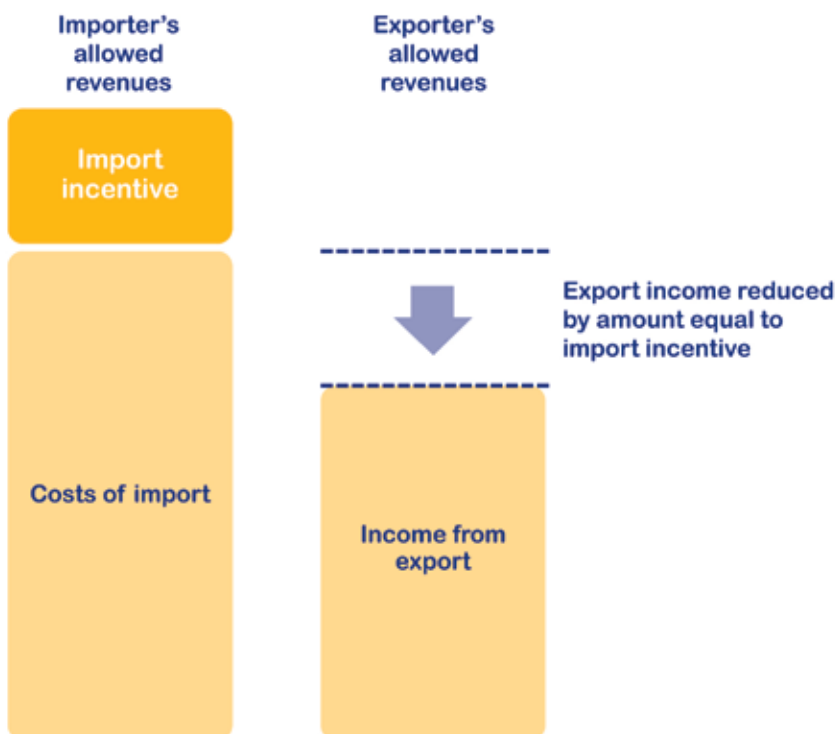 Importer’s
allowed
revenues
Exporter’s
allowed
revenues
Import
incentive
Export income reduced
by amount equal to
import incentive
Costs of import
Income from
export